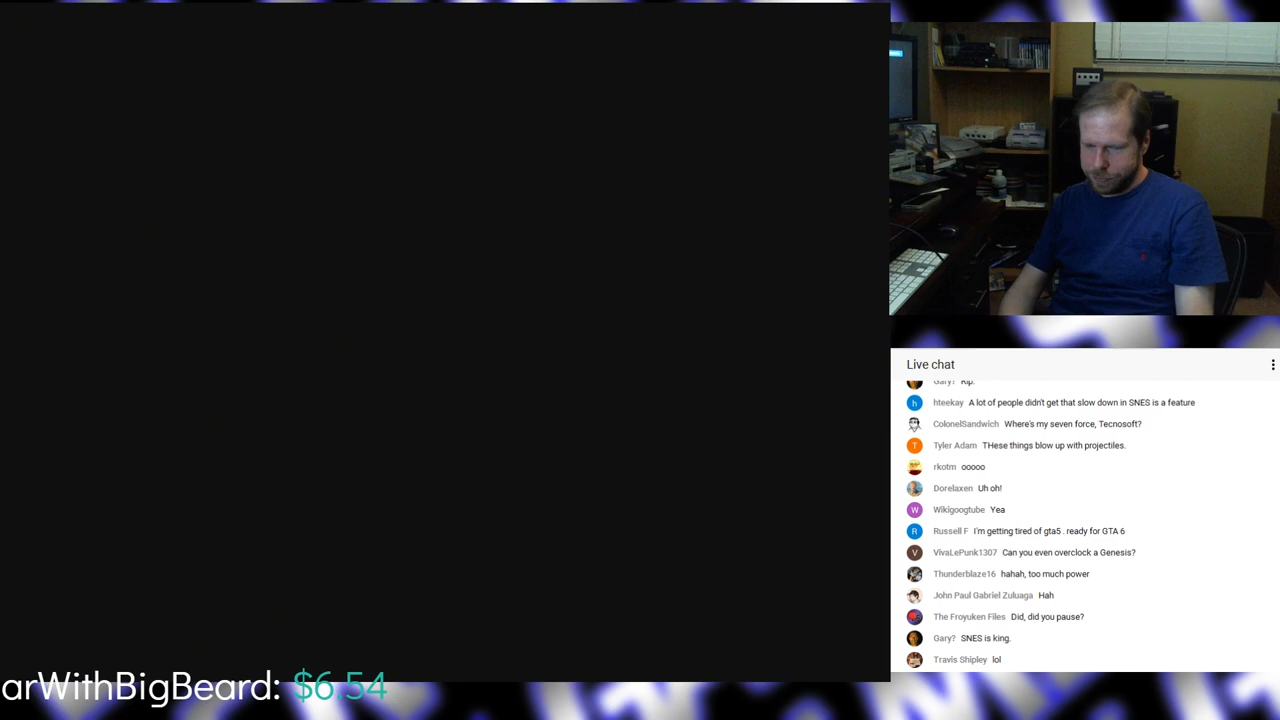 Live chat
Gary? Rip.
hteekay A lot of people didn't get that slow down in SNES is a feature
ColonelSandwich Where's my seven force, Tecnosoft?
Tyler Adam THese things blow up with projectiles.
rkotm ooooo
Dorelaxen Uh oh!
Wikigoogtube Yea
Russell F I'm getting tired of gta5 . ready for GTA 6
VivaLePunk1307 Can you even overclock a Genesis?
Thunderblaze16 hahah, too much power
John Paul Gabriel Zuluaga Hah
The Froyuken Files Did, did you pause?
Gary? SNES is king.
Travis Shipley lol
arWithBigBeard: $6.54